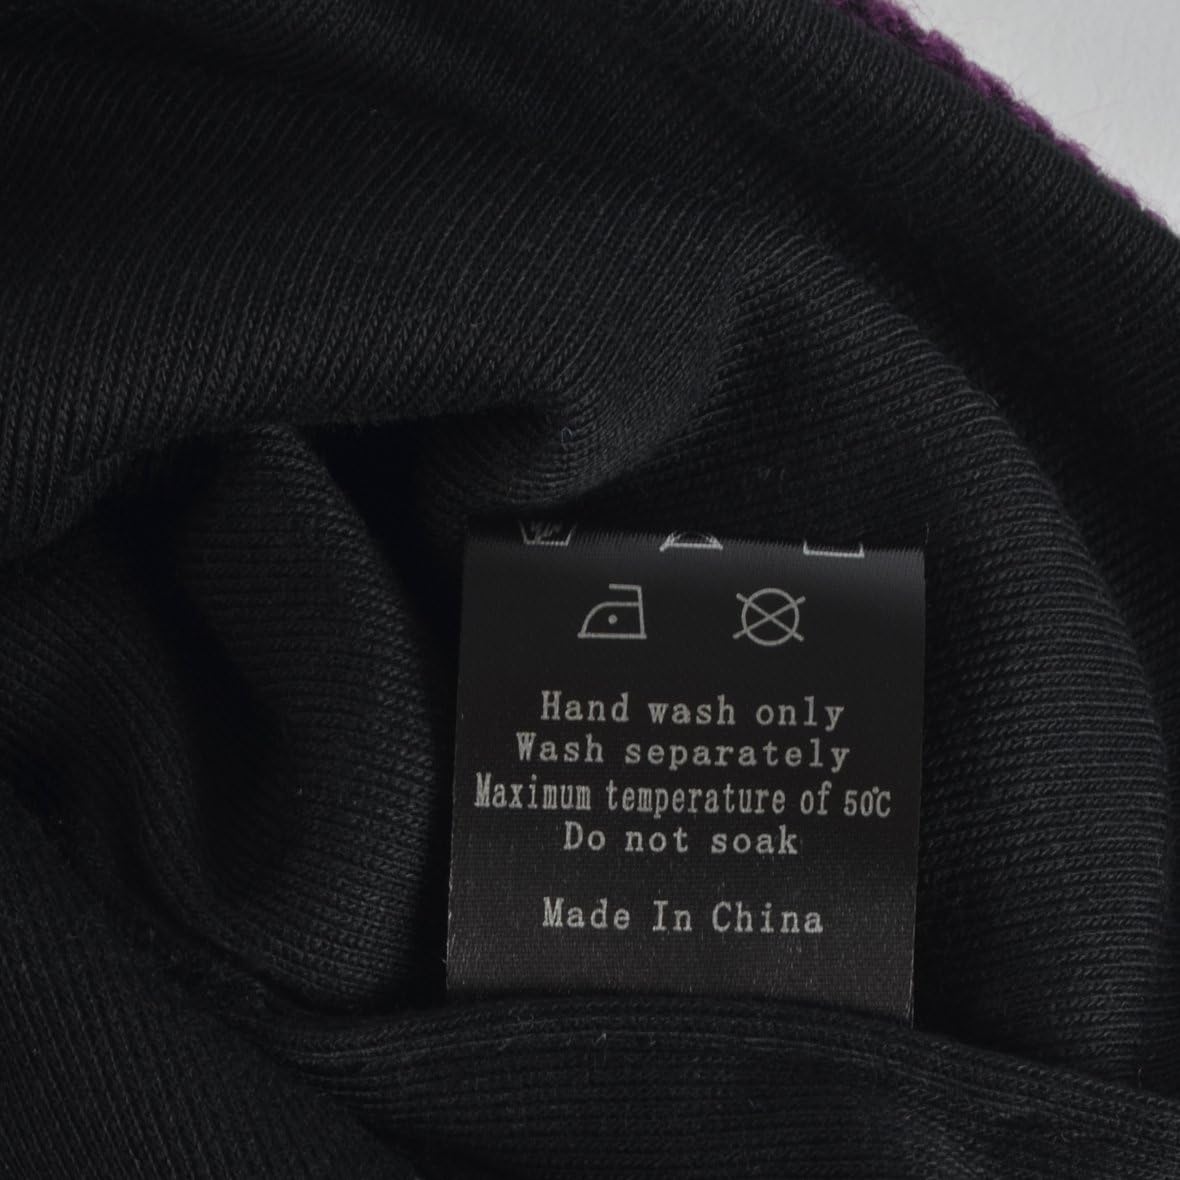 Hand wash only
Wash separately
Maximum temperature of 50℃
Do not soak
Made In China